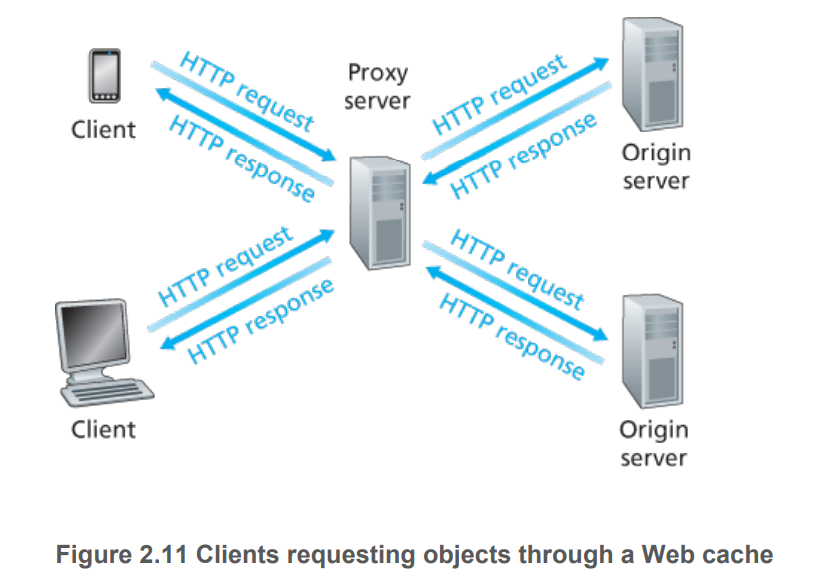 Client
HTTP request
HTTP response
Proxy
server
HTTP request
HTTP response
Origin
server
Client
HTTP request
HTTP response
HTTP request
HTTP response
Origin
server
Figure 2.11 Clients requesting objects through a Web cache